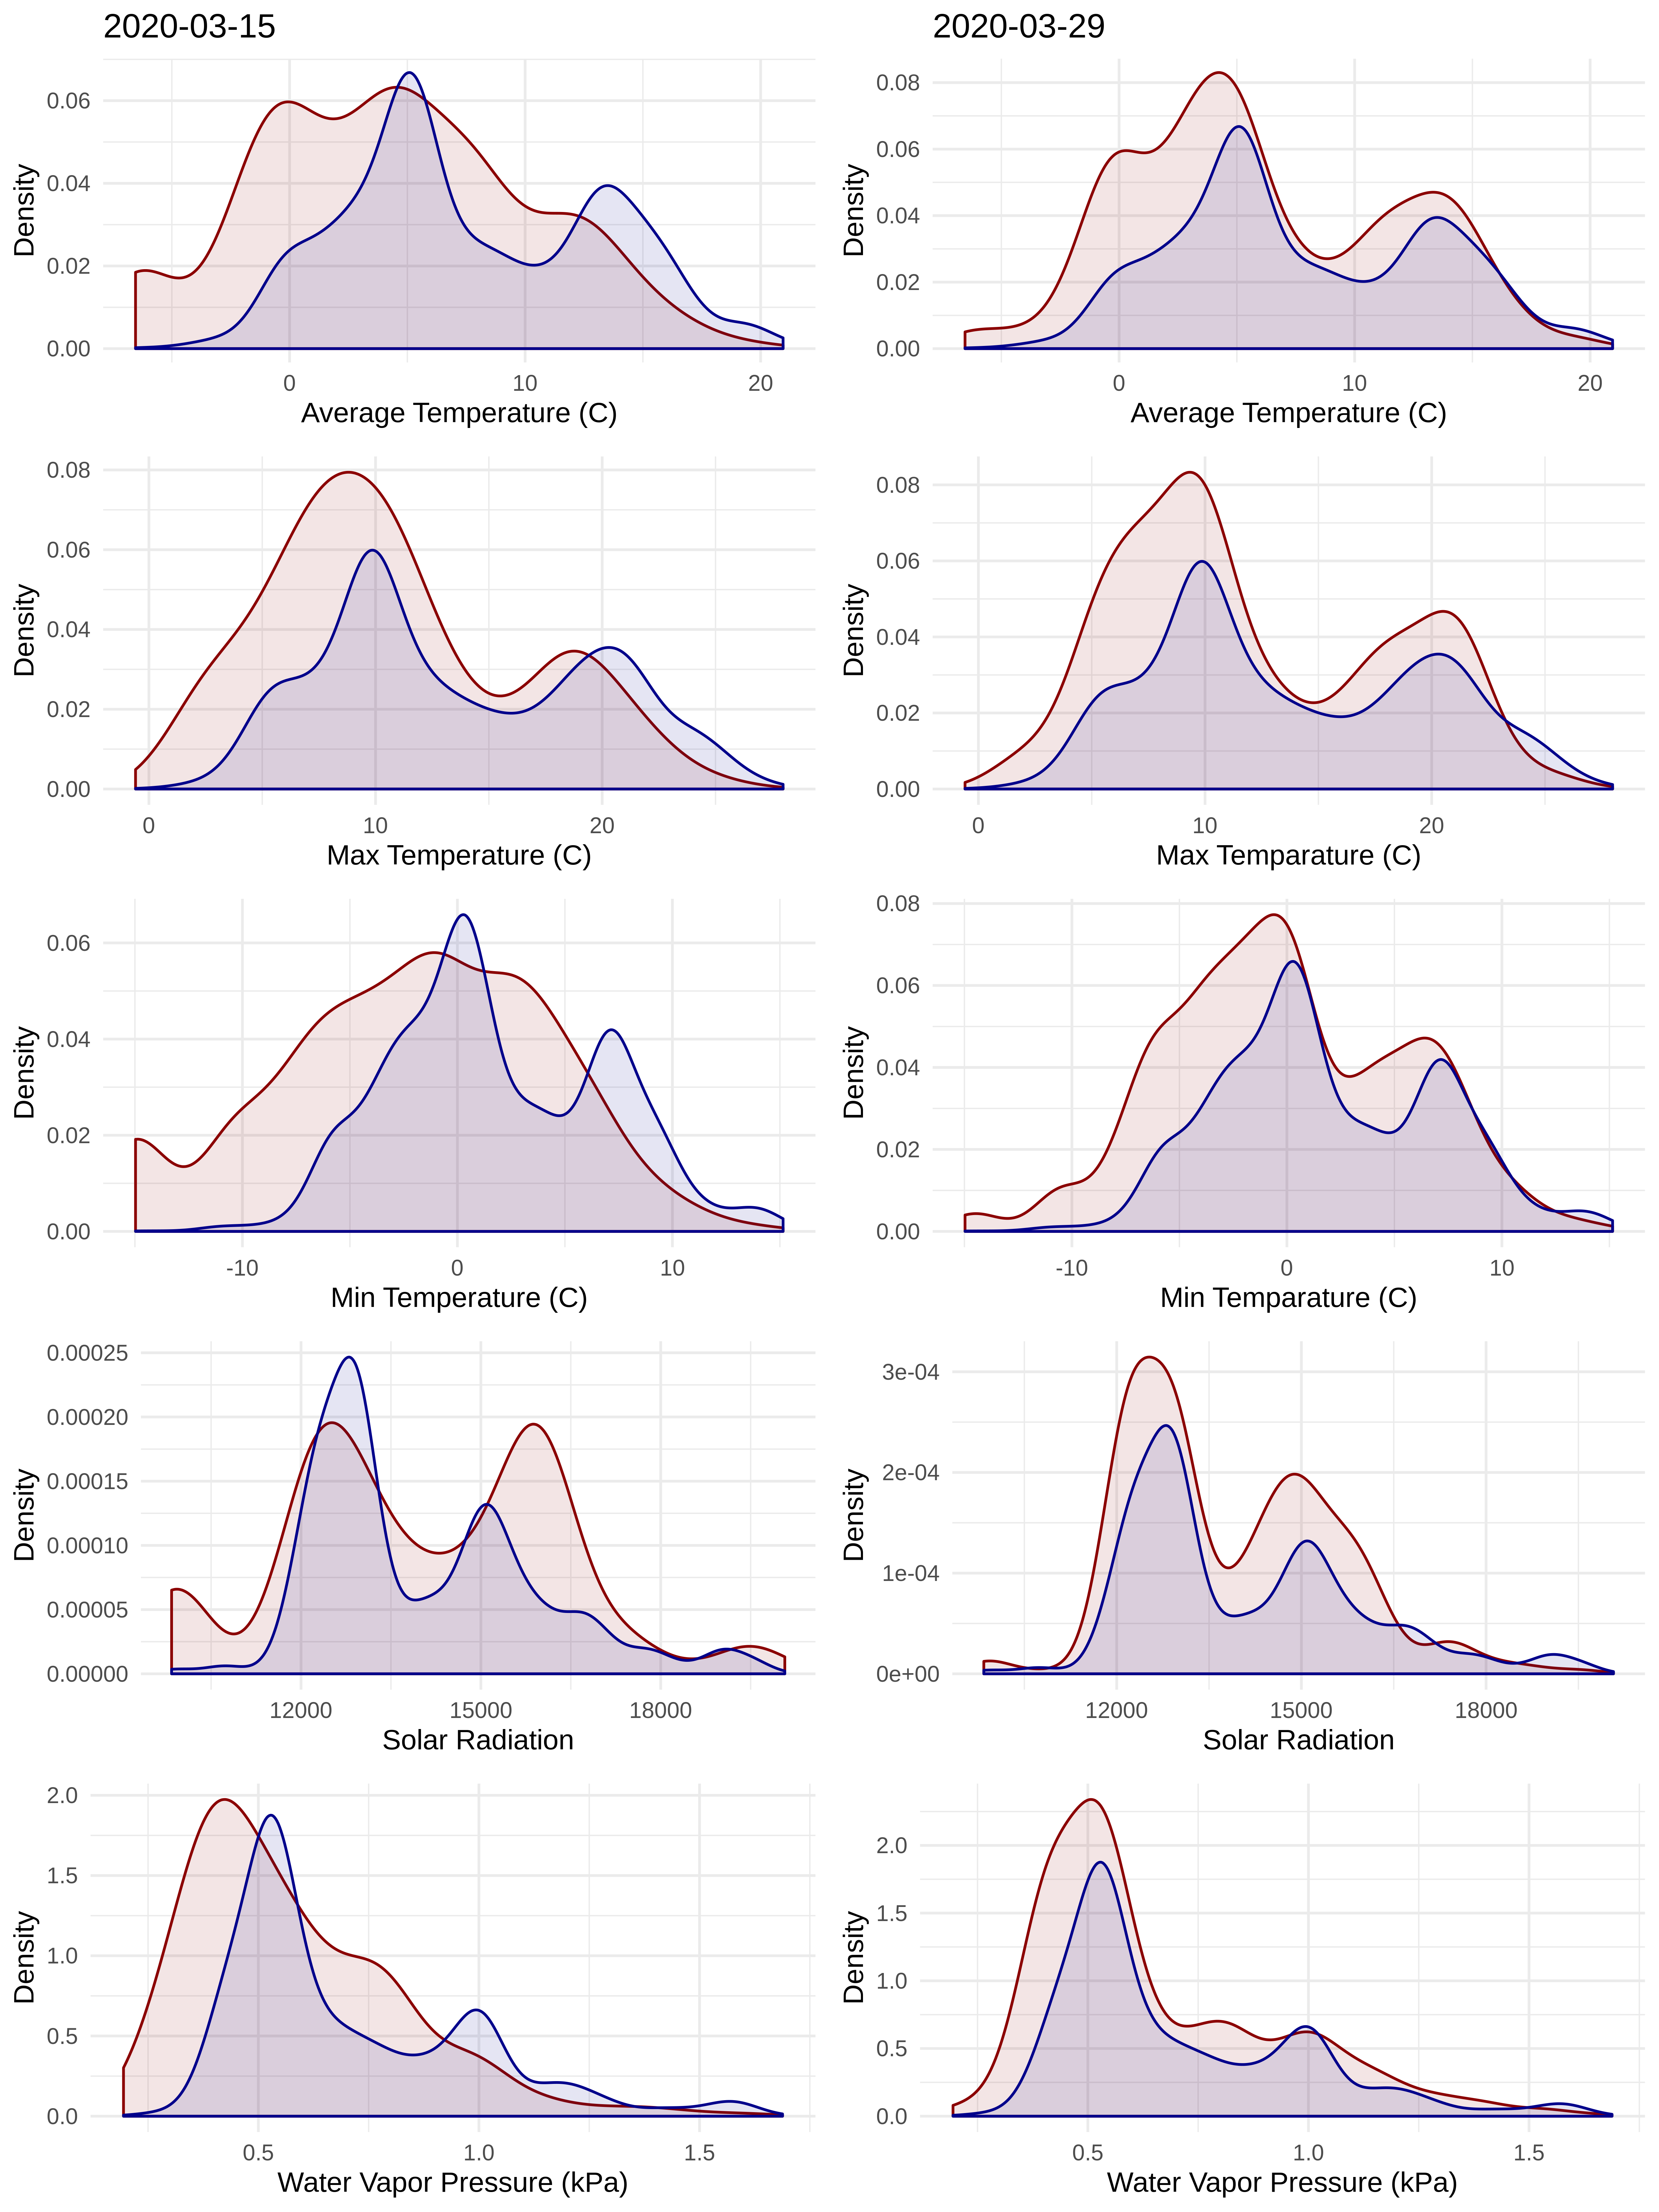 2020-03-15
2020-03-29
Density
0.06
0.04
0.02
0.00
0 10 20
Average Temperature (C)
Density
0.08
0.06
0.04
0.02
0.00
0 10 20
Average Temperature (C)
Density
0.08
0.06
0.04
0.02
0.00
0 10 20
Max Temperature (C)
Density
0.08
0.06
0.04
0.02
0.00
0 10 20
Max Temparature (C)
Density
0.06
0.04
0.02
0.00
-10 0 10
Min Temperature (C)
Density
0.08
0.06
0.04
0.02
0.00
-10 0 10
Min Temparature (C)
Density
0.00025
0.00020
0.00015
0.00010
0.00005
0.00000
12000 15000 18000
Solar Radiation
Density
3e-04
2e-04
1e-04
0e+00
12000 15000 18000
Solar Radiation
Density
2.0
1.5
1.0
0.5
0.0
0.5 1.0 1.5
Water Vapor Pressure (kPa)
Density
2.0
1.5
1.0
0.5
0.0
0.5 1.0 1.5
Water Vapor Pressure (kPa)